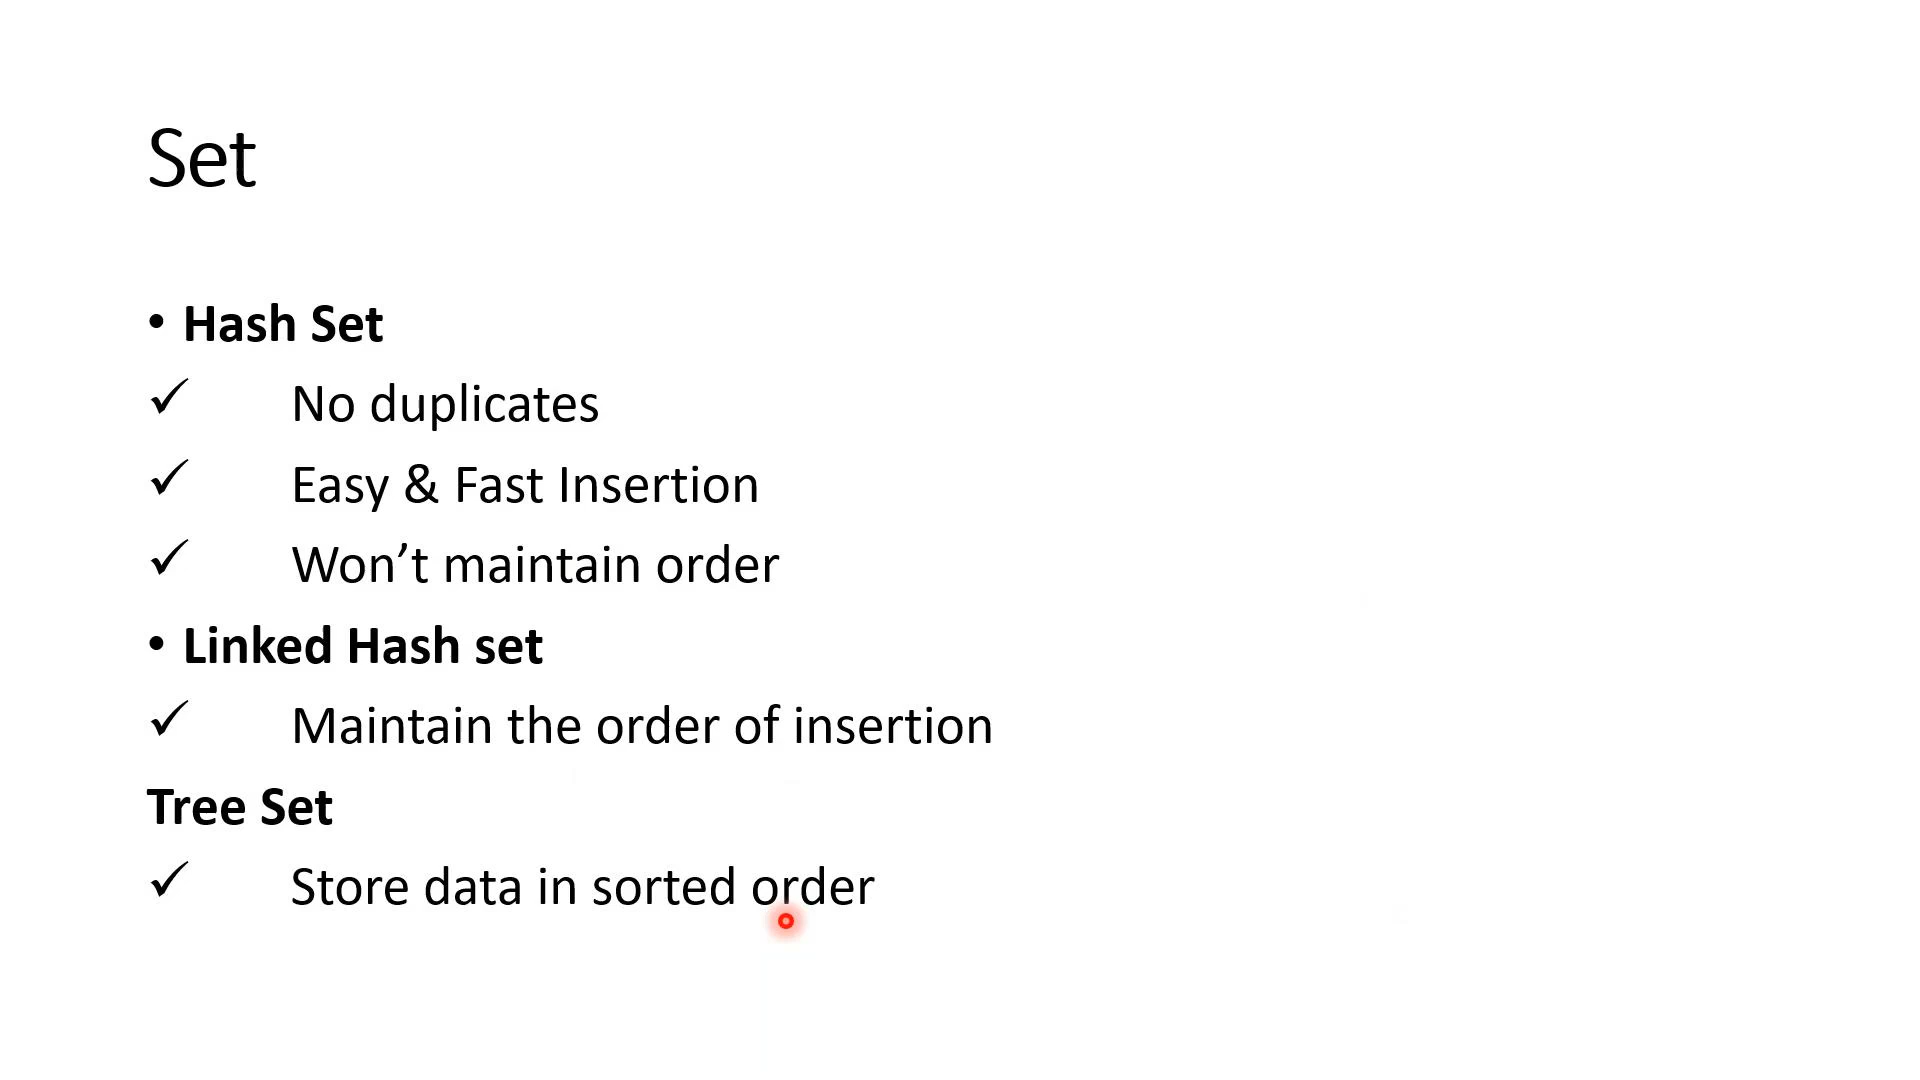 Set
• Hash Set
✓ No duplicates
✓ Easy & Fast Insertion
✓ Won’t maintain order
• Linked Hash set
✓ Maintain the order of insertion
Tree Set
✓ Store data in sorted order